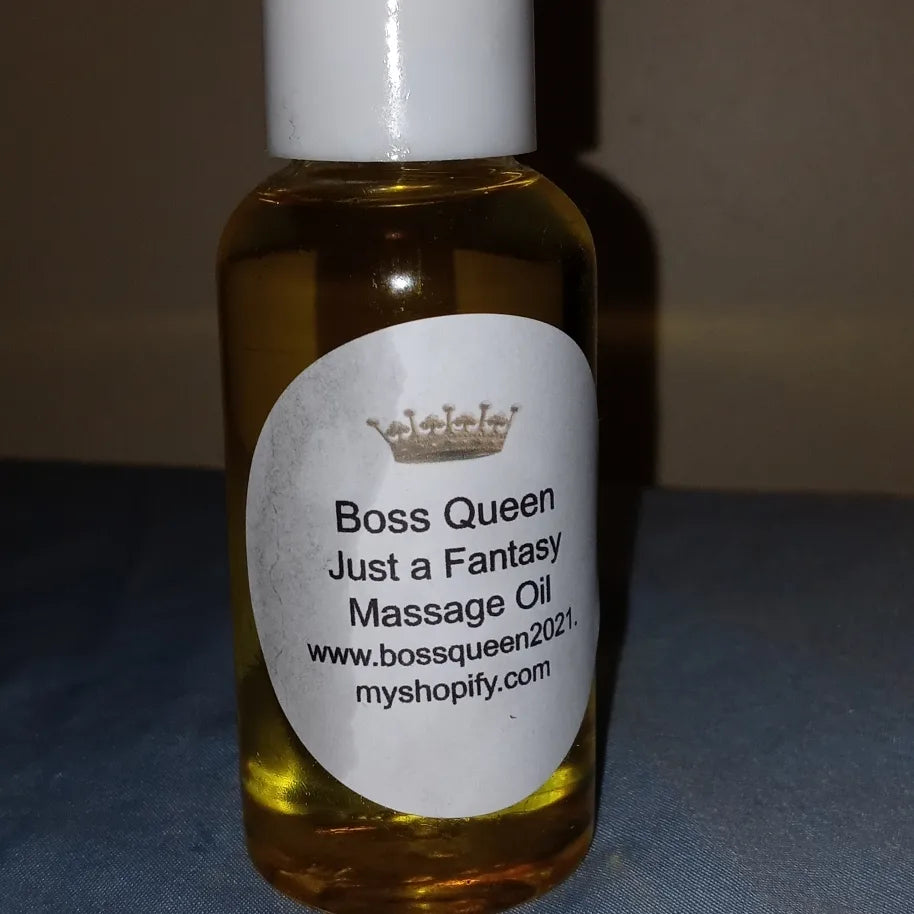 Boss Queen
Just a Fantasy
Massage Oil
www.bossqueen2021.
myshopify.com